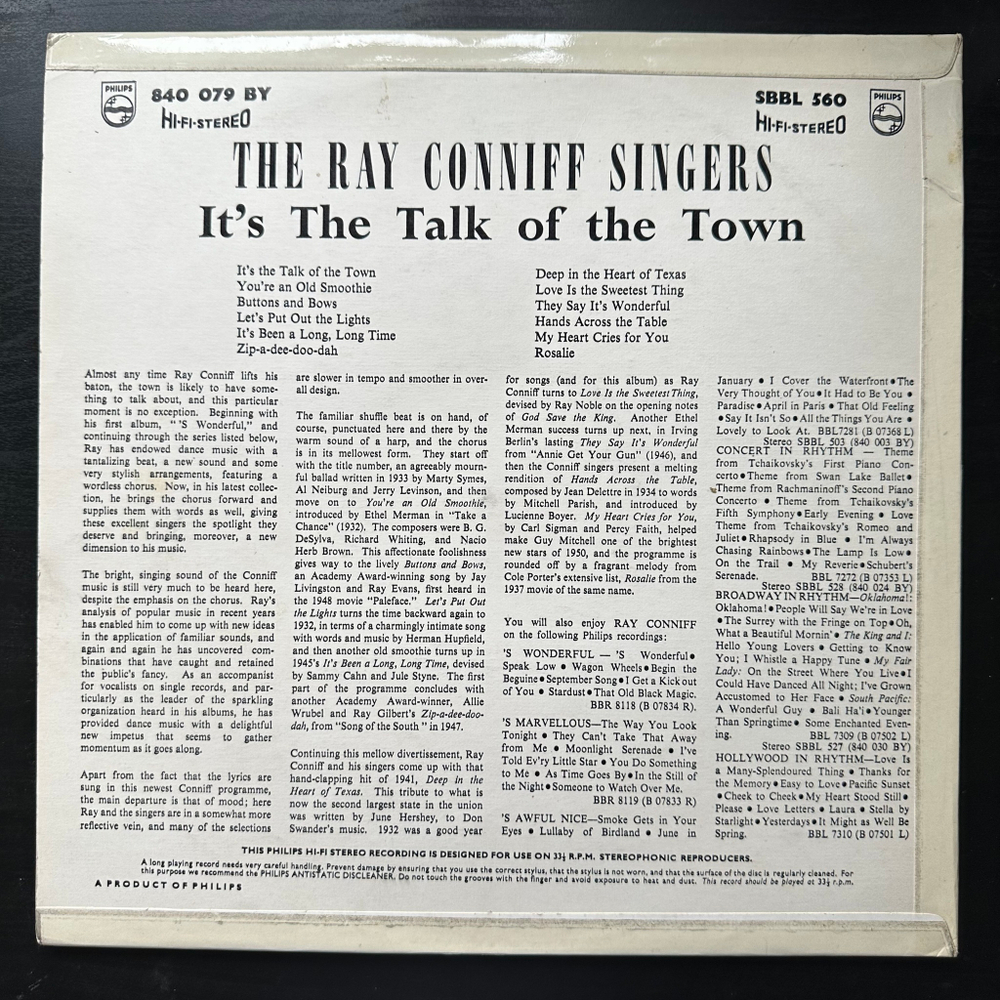 PHILIPS
840 079 BY
HI-FI-STEREO
SBBL 560
HI-FI-STEREO
PHILIPS
THE RAY CONNIFF SINGERS
It's The Talk of the Town
It's the Talk of the Town
You're an Old Smoothie
Buttons and Bows
Let's Put Out the Lights
It's Been a Long, Long Time
Zip-a-dee-doo-dah
Deep in the Heart of Texas
Love Is the Sweetest Thing
They Say It's Wonderful
Hands Across the Table
My Heart Cries for You
Rosalie
Almost any time Ray Conniff lifts his
baton, the town is likely to have some-
thing to talk about, and this particular
moment is no exception. Beginning with
his first album, "'S Wonderful," and
continuing through the series listed below,
Ray has endowed dance music with a
tantalizing beat, a new sound and some
very stylish arrangements, featuring a
wordless chorus. Now, in his latest collec-
tion, he brings the chorus forward and
supplies them with words as well, giving
these excellent singers the spotlight they
deserve and bringing, moreover, a new
dimension to his music.
The bright, singing sound of the Conniff
music is still very much to be heard here,
despite the emphasis on the chorus. Ray's
analysis of popular music in recent years
has enabled him to come up with new ideas
in the application of familiar sounds, and
again and again he has uncovered com-
binations that have caught and retained
the public's fancy. As an accompanist
for vocalists on single records, and par-
ticularly as the leader of the sparkling
organization heard in his albums, he has
provided dance music with a delightful
new impetus that seems to gather
momentum as it goes along.
Apart from the fact that the lyrics are
sung in this newest Conniff programme,
the main departure is that of mood; here
Ray and the singers are in a somewhat more
reflective vein, and many of the selections
are slower in tempo and smoother in over-
all design.
The familiar shuffle beat is on hand, of
course, punctuated here and there by the
warm sound of a harp, and the chorus
is in its mellowest form. They start off
with the title number, an agreeably mourn-
ful ballad written in 1933 by Marty Symes,
Al Neiburg and Jerry Levinson, and then
move on to You're an Old Smoothie,
introduced by Ethel Merman in "Take a
Chance" (1932). The composers were B. G.
DeSylva, Richard Whiting, and Nacio
Herb Brown. This affectionate foolishness
gives way to the lively Buttons and Bows,
an Academy Award-winning song by Jay
Livingston and Ray Evans, first heard in
the 1948 movie "Paleface." Let's Put Out
the Lights turns the time backward again to
1932, in terms of a charmingly intimate song
with words and music by Herman Hupfield,
and then another old smoothie turns up in
1945's It's Been a Long, Long Time, devised
by Sammy Cahn and Jule Styne. The first
part of the programme concludes with
another Academy Award-winner, Allie
Wrubel and Ray Gilbert's Zip-a-dee-doo-
dah, from "Song of the South" in 1947.
Continuing this mellow divertissement, Ray
Conniff and his singers come up with that
hand-clapping hit of 1941, Deep in the
Heart of Texas. This tribute to what is
now the second largest state in the union
was written by June Hershey, to Don
Swander's music. 1932 was a good year
for songs (and for this album) as Ray
Conniff turns to Love Is the Sweetest Thing,
devised by Ray Noble on the opening notes
of God Save the King. Another Ethel
Merman success turns up next, in Irving
Berlin's lasting They Say It's Wonderful
from "Annie Get Your Gun" (1946), and
then the Conniff singers present a melting
rendition of Hands Across the Table,
composed by Jean Delettre in 1934 to words
by Mitchell Parish, and introduced by
Lucienne Boyer. My Heart Cries for You,
by Carl Sigman and Percy Faith, helped
make Guy Mitchell one of the brightest
new stars of 1950, and the programme is
rounded off by a fragrant melody from
Cole Porter's extensive list, Rosalie from the
1937 movie of the same name.
You will also enjoy RAY CONNIFF
on the following Philips recordings:
'S WONDERFUL — 'S Wonderful●
Speak Low ● Wagon Wheels●Begin the
Beguine●September Song●I Get a Kick out
of You ● Stardust●That Old Black Magic.
BBR 8118 (B 07834 R).
'S MARVELLOUS—The Way You Look
Tonight ● They Can't Take That Away
from Me ● Moonlight Serenade ● I've
Told Ev'ry Little Star ● You Do Something
to Me ● As Time Goes By●In the Still of
the Night●Someone to Watch Over Me.
BBR 8119 (B 07833 R)
'S AWFUL NICE—Smoke Gets in Your
Eyes ● Lullaby of Birdland ● June in
January ● I Cover the Waterfront●The
Very Thought of You●It Had to Be You ●
Paradise●April in Paris ● That Old Feeling
●Say It Isn't So●All the Things You Are ●
Lovely to Look At. BBL7281 (B 07368 L)
Stereo SBBL 503 (840 003 BY)
CONCERT IN RHYTHM — Theme
from Tchaikovsky's First Piano Con-
certo●Theme from Swan Lake Ballet●
Theme from Rachmaninoff's Second Piano
Concerto ● Theme from Tchaikovsky's
Fifth Symphony●Early Evening ● Love
Theme from Tchaikovsky's Romeo and
Juliet●Rhapsody in Blue ● I'm Always
Chasing Rainbows●The Lamp Is Low●
On the Trail ● My Reverie●Schubert's
Serenade. BBL 7272 (B 07353 L)
Stereo SBBL 528 (840 024 BY)
BROADWAY IN RHYTHM—Oklahoma!:
Oklahoma!●People Will Say We're in Love
●The Surrey with the Fringe on Top●Oh,
What a Beautiful Mornin'● The King and I:
Hello Young Lovers ● Getting to Know
You; I Whistle a Happy Tune ● My Fair
Lady: On the Street Where You Live●I
Could Have Danced All Night; I've Grown
Accustomed to Her Face ● South Pacific:
A Wonderful Guy ● Bali Ha'i●Younger
Than Springtime● Some Enchanted Even-
ing. BBL 7309 (B 07502 L)
Stereo SBBL 527 (840 030 BY)
HOLLYWOOD IN RHYTHM—Love Is
a Many-Splendoured Thing ● Thanks for
the Memory●Easy to Love●Pacific Sunset
●Cheek to Cheek●My Heart Stood Still●
Please ● Love Letters ● Laura ● Stella by
Starlight●Yesterdays●It Might as Well Be
Spring. BBL 7310 (B 07501 L)
THIS PHILIPS HI-FI STEREO RECORDING IS DESIGNED FOR USE ON 33⅓ R.P.M. STEREOPHONIC REPRODUCERS.
A long playing record needs very careful handling. Prevent damage by ensuring that you use the correct stylus, that the stylus is not worn, and that the surface of the disc is regularly cleaned. For
this purpose we recommend the PHILIPS ANTISTATIC DISCLEANER. Do not touch the grooves with the finger and avoid exposure to heat and dust. This record should be played at 33⅓ r.p.m.
A PRODUCT OF PHILIPS